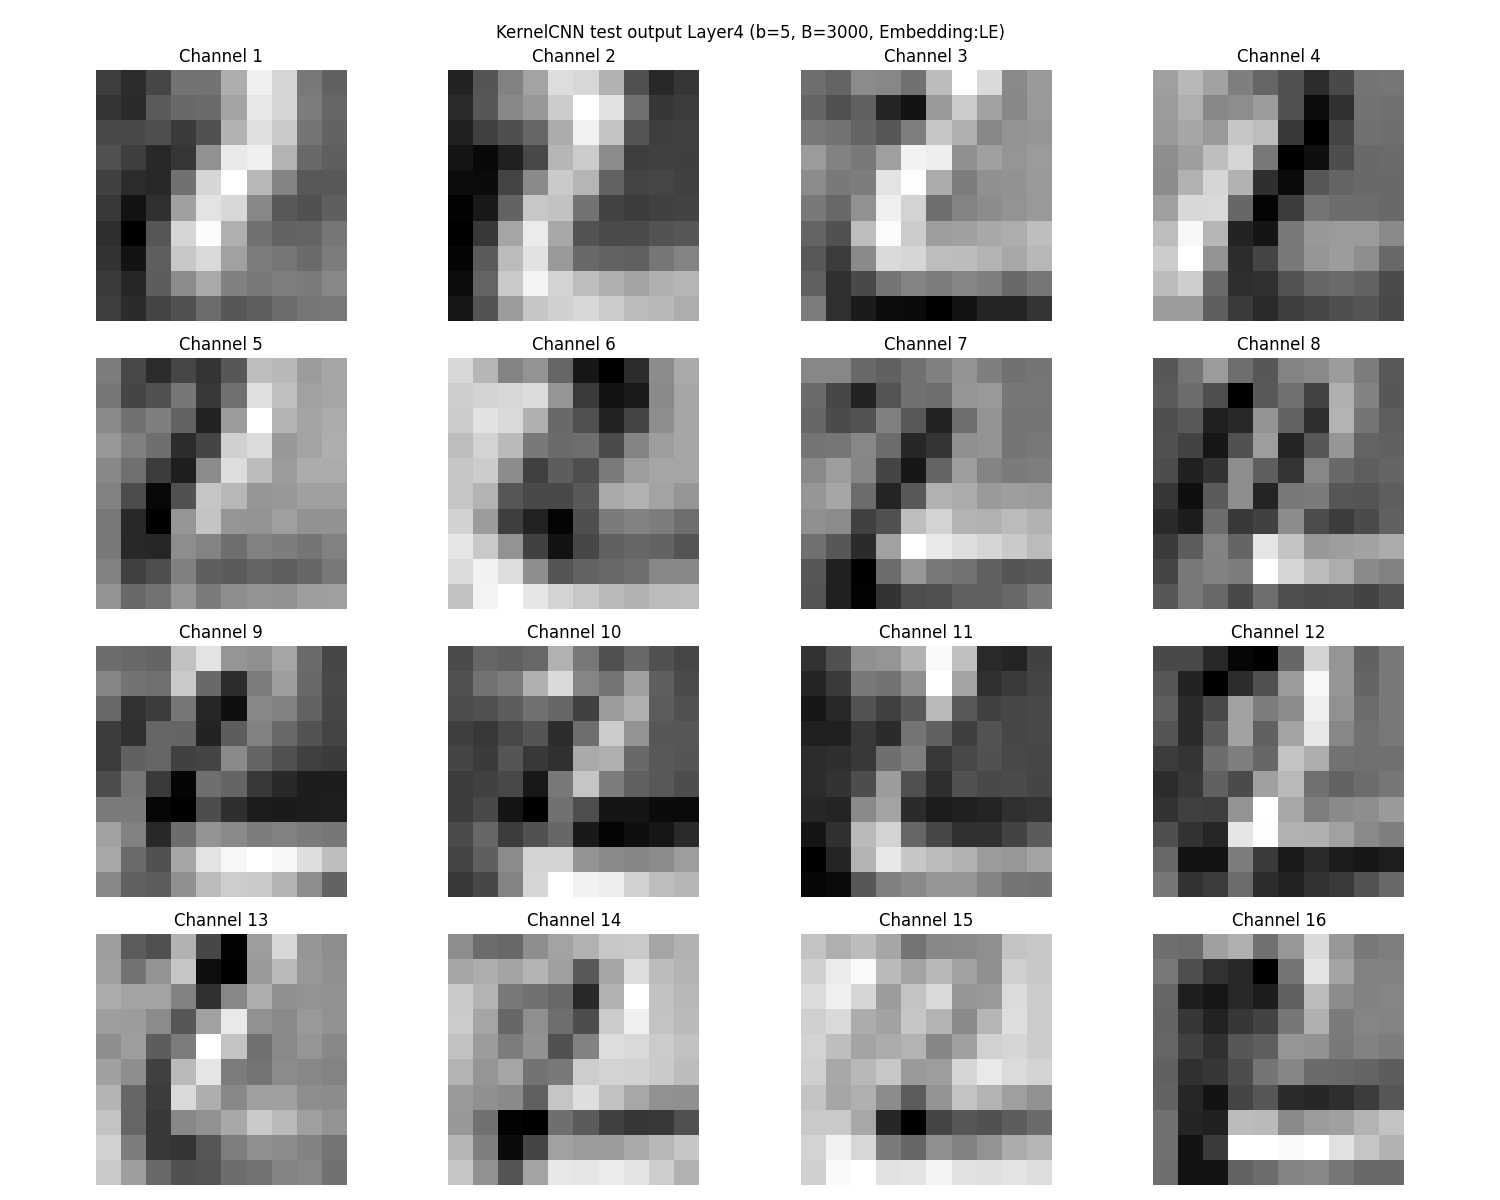 KernelCNN test output Layer4 (b=5, B=3000, Embedding:LE)
Channel 1 Channel 2 Channel 3 Channel 4
Channel 5 Channel 6 Channel 7 Channel 8
Channel 9 Channel 10 Channel 11 Channel 12
Channel 13 Channel 14 Channel 15 Channel 16